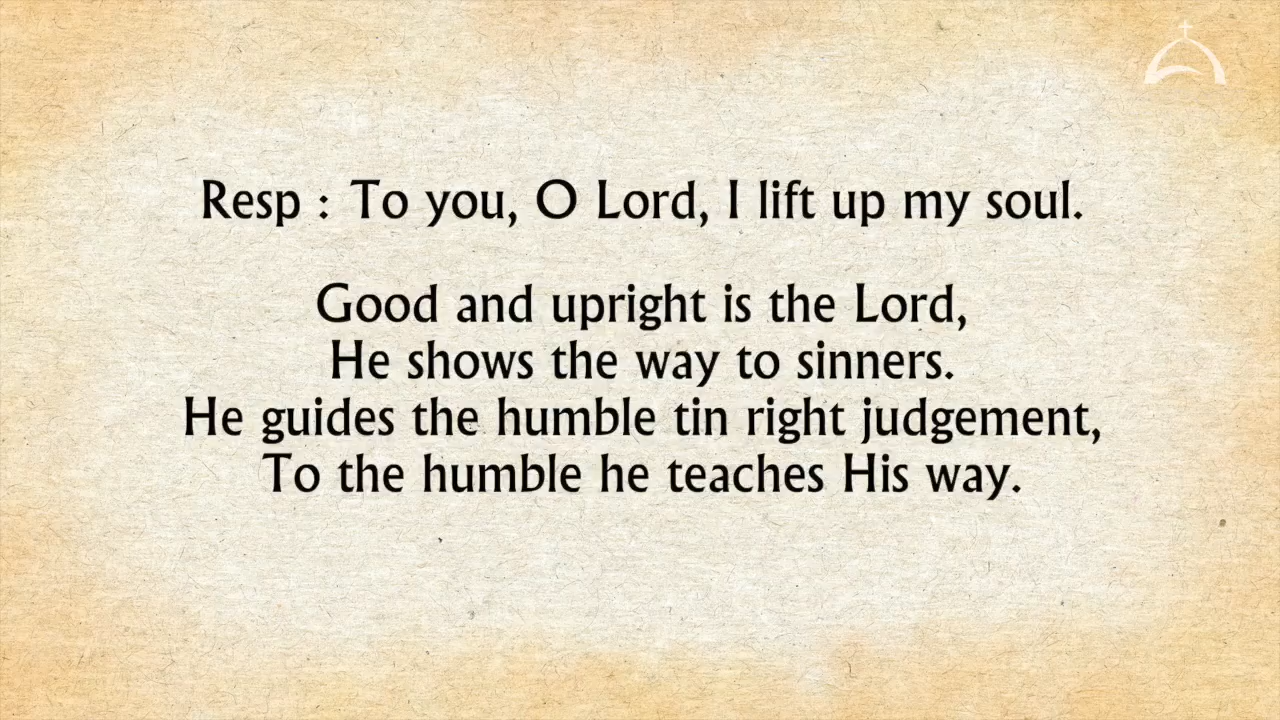 Resp : To you, O Lord, I lift up my soul.
Good and upright is the Lord,
He shows the way to sinners.
He guides the humble tin right judgement,
To the humble he teaches His way.